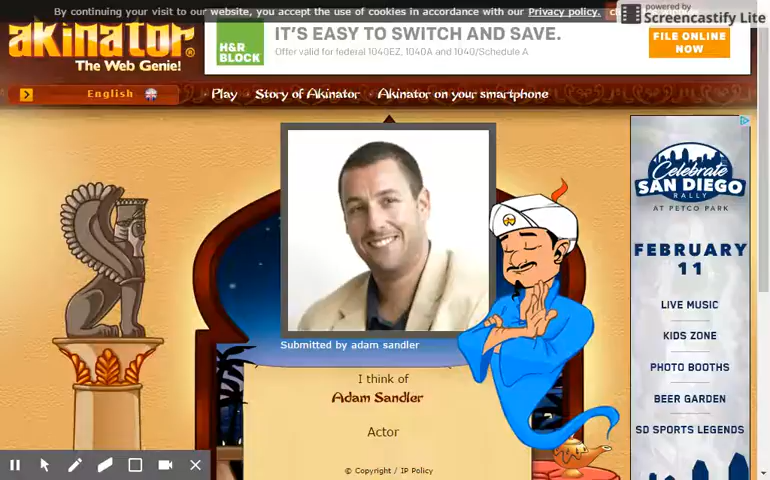 By continuing your visit to our website, you accept the use of cookies in accordance with our Privacy policy.
powered by
Screencastify Lite
akinator®
The Web Genie!
H&R
BLOCK
IT'S EASY TO SWITCH AND SAVE.
Offer valid for federal 1040EZ, 1040A and 1040/Schedule A
FILE ONLINE
NOW
English
Play
Story of Akinator
Akinator on your smartphone
Submitted by adam sandler
I think of
Adam Sandler
Actor
© Copyright / IP Policy
Celebrate
SAN DIEGO
RALLY
AT PETCO PARK
FEBRUARY
11
LIVE MUSIC
KIDS ZONE
PHOTO BOOTHS
BEER GARDEN
SD SPORTS LEGENDS